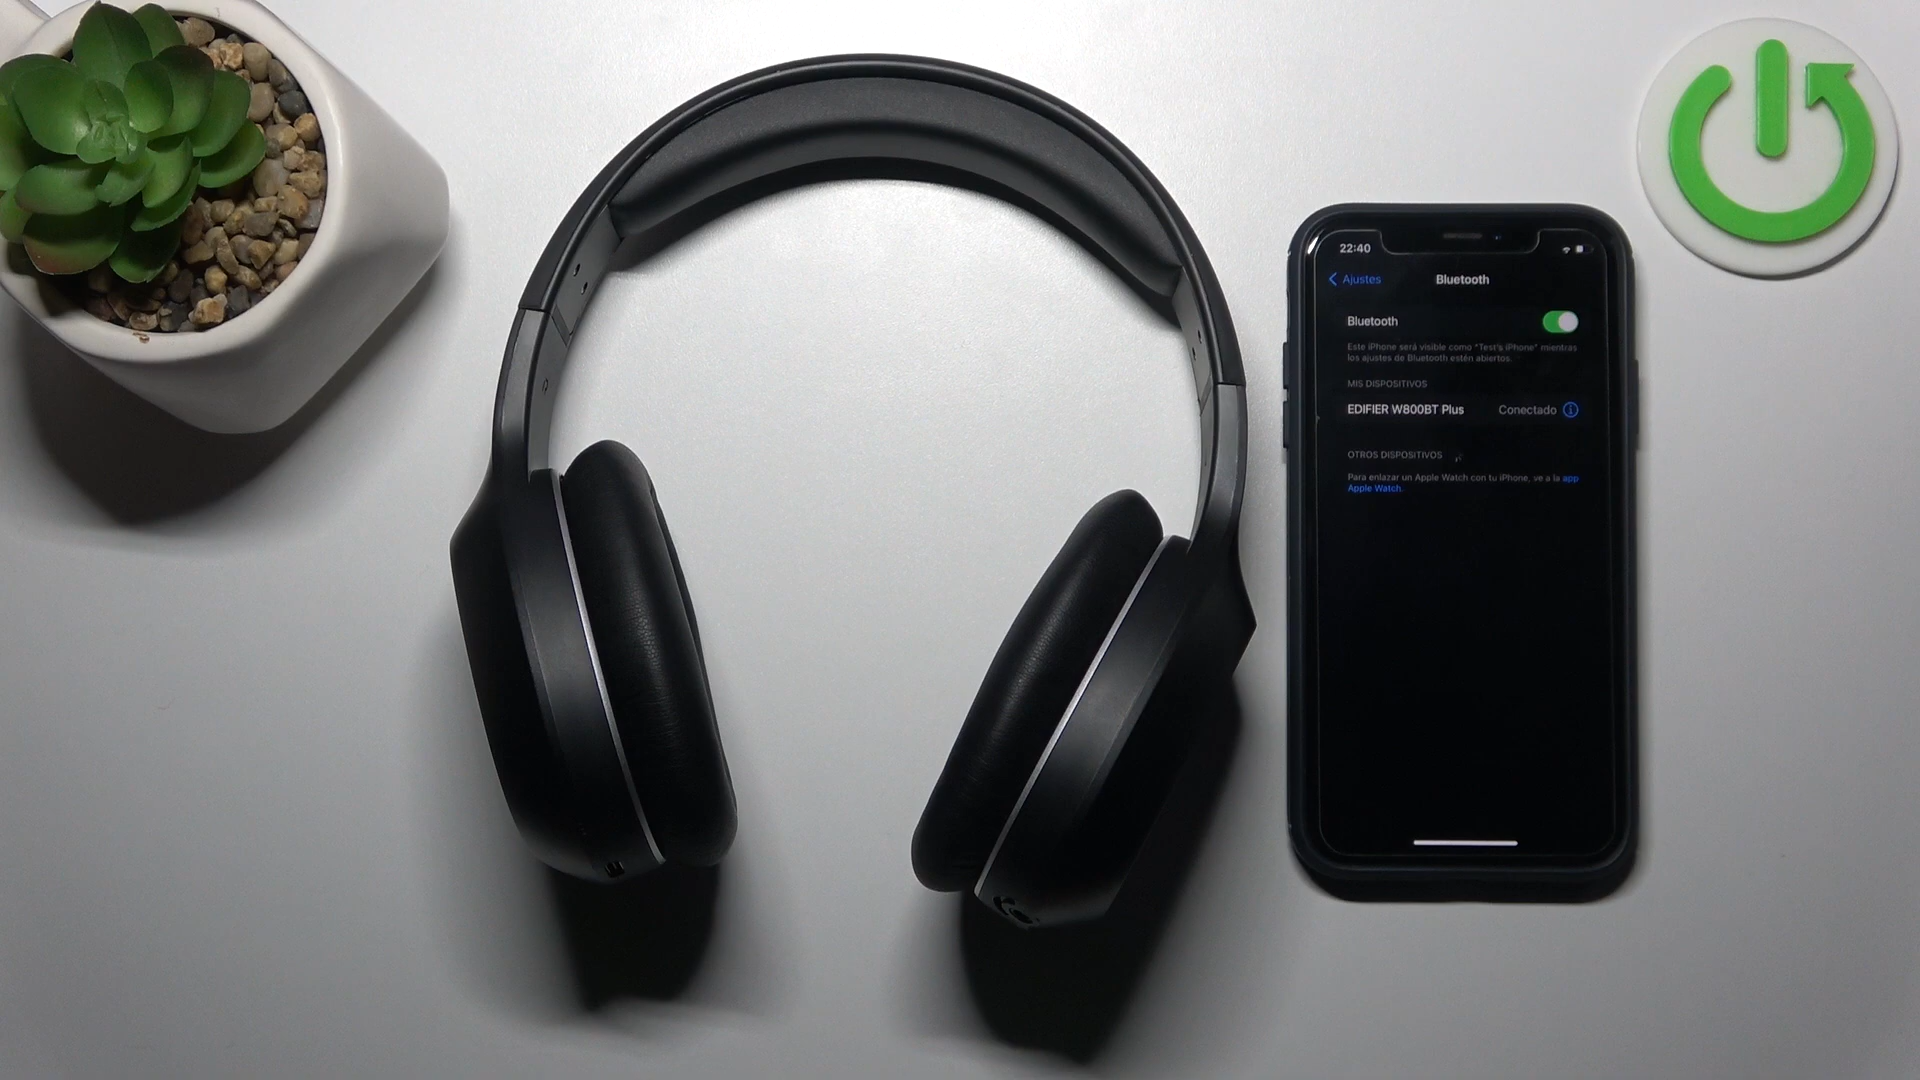 22:40
Ajustes
Bluetooth
Bluetooth
Este iPhone será visible como "Test's iPhone" mientras
los ajustes de Bluetooth estén abiertos.
MIS DISPOSITIVOS
EDIFIER W800BT Plus Conectado
OTROS DISPOSITIVOS
Para enlazar un Apple Watch con tu iPhone, ve a la app
Apple Watch.